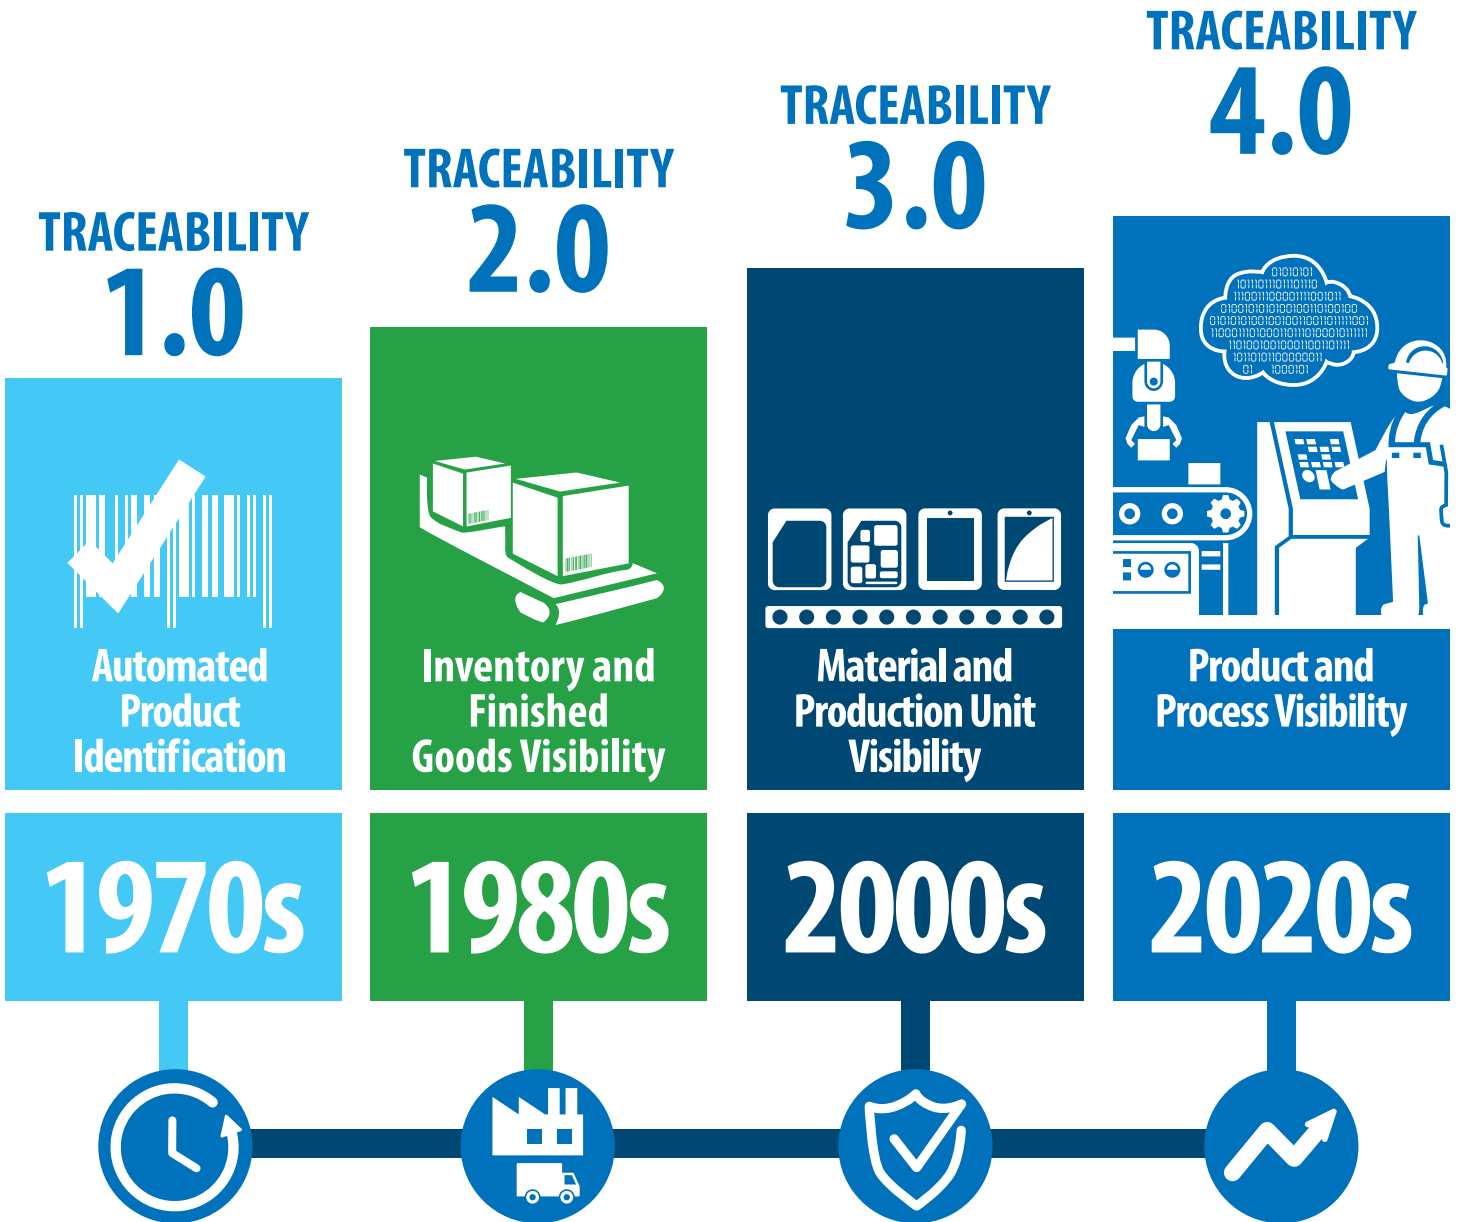 TRACEABILITY
1.0
Automated
Product
Identification
1970s
TRACEABILITY
2.0
Inventory and
Finished
Goods Visibility
1980s
TRACEABILITY
3.0
Material and
Production Unit
Visibility
2000s
TRACEABILITY
4.0
01010101
Product and
Process Visibility
2020s